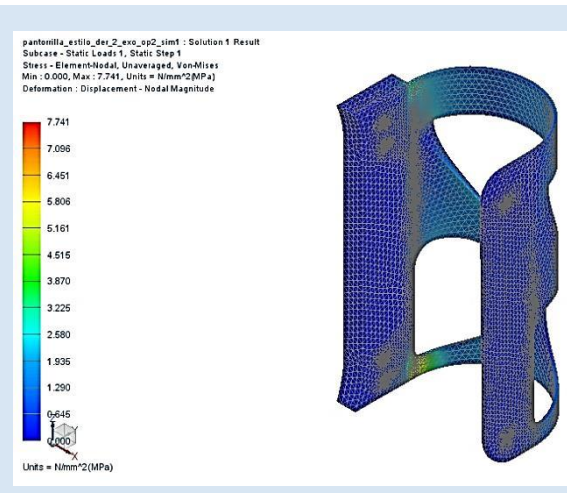 pantorrilla_estilo_der_2_exo_op2_sim1 : Solution 1 Result
Subcase - Static Loads 1, Static Step 1
Stress - Element-Nodal, Unaveraged, Von-Mises
Min : 0.000, Max : 7.741, Units = N/mm^2(MPa)
Deformation : Displacement - Nodal Magnitude
7.741
7.096
6.451
5.806
5.161
4.515
3.870
3.225
2.580
1.935
1.290
0.645
0.000
X
Units = N/mm^2(MPa)